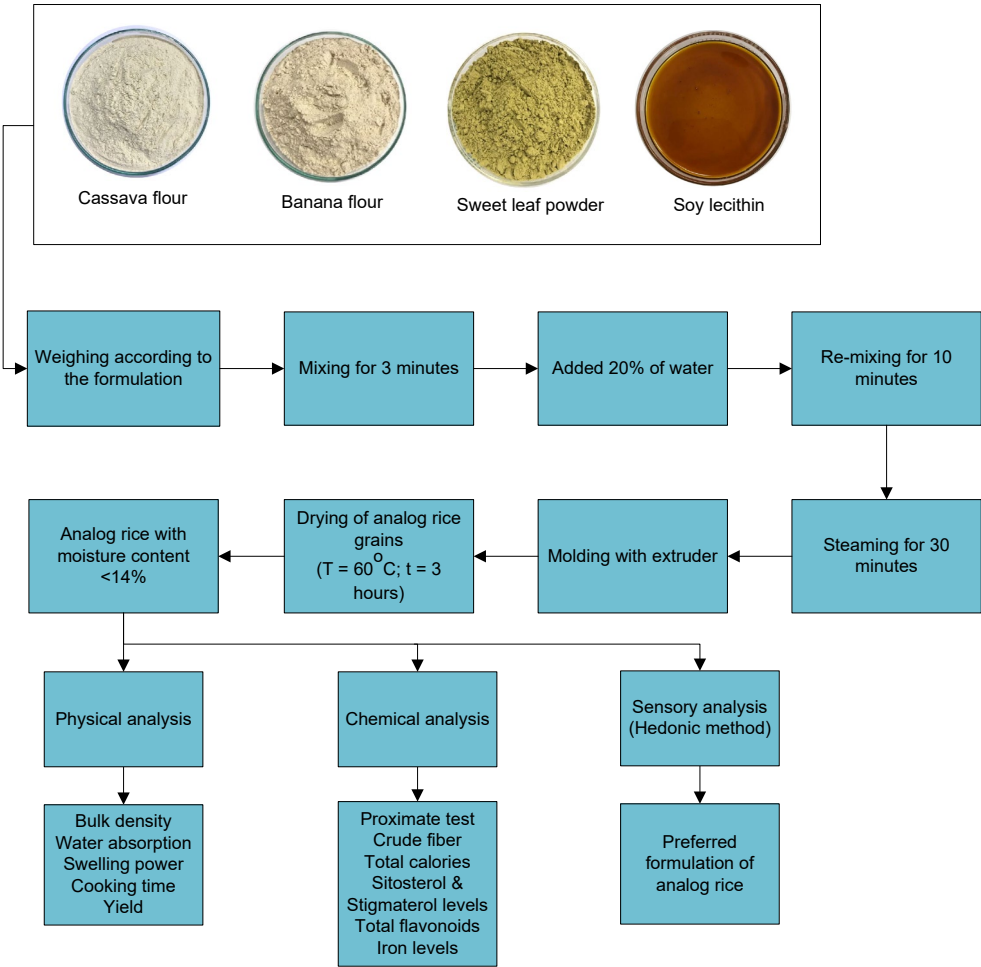 Cassava flour
Banana flour
Sweet leaf powder
Soy lecithin
Weighing according to
the formulation
Mixing for 3 minutes
Added 20% of water
Re-mixing for 10
minutes
Steaming for 30
minutes
Molding with extruder
Drying of analog rice
grains
(T = 60°C; t = 3
hours)
Analog rice with
moisture content
<14%
Physical analysis
Chemical analysis
Sensory analysis
(Hedonic method)
Bulk density
Water absorption
Swelling power
Cooking time
Yield
Proximate test
Crude fiber
Total calories
Sitosterol &
Stigmaterol levels
Total flavonoids
Iron levels
Preferred
formulation of
analog rice